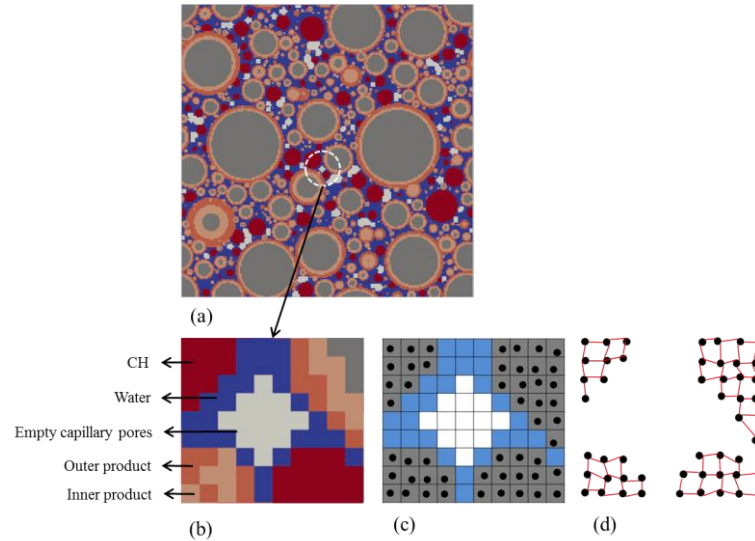 (a)
CH
Water
Empty capillary pores
Outer product
Inner product
(b)
(c)
(d)